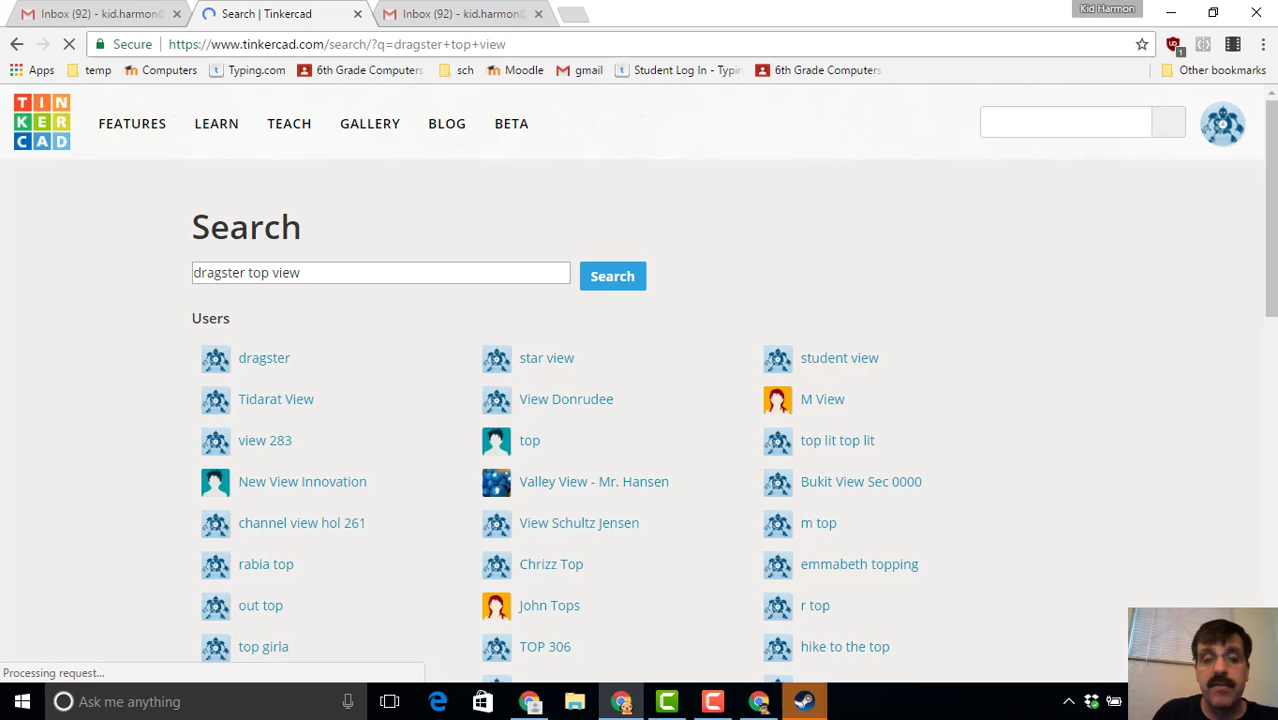 Kid Harmon
Inbox (92) - kid.harmon@
Search | Tinkercad
Inbox (92) - kid.harmon@
Secure https://www.tinkercad.com/search/?q=dragster+top+view
1
Apps temp Computers Typing.com 6th Grade Computers sch Moodle gmail Student Log In - Typin 6th Grade Computers Other bookmarks
TIN
KER
CAD
FEATURES LEARN TEACH GALLERY BLOG BETA
Search
dragster top view Search
Users
dragster star view student view
Tidarat View View Donrudee M View
view 283 top top lit top lit
New View Innovation Valley View - Mr. Hansen Bukit View Sec 0000
channel view hol 261 View Schultz Jensen m top
rabia top Chrizz Top emmabeth topping
out top John Tops r top
top girla TOP 306 hike to the top
Processing request...
Ask me anything